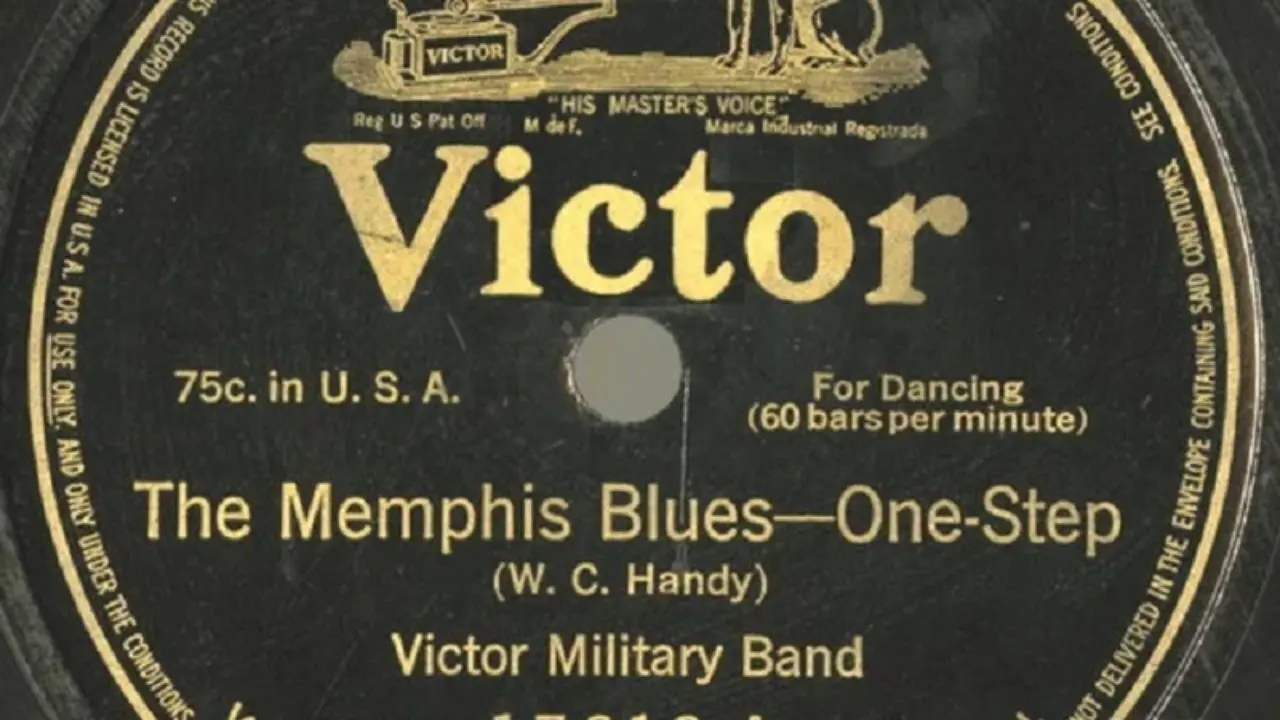 VICTOR
"HIS MASTER'S VOICE"
Reg U S Pat Off M de F. Marca Industrial Registrada
Victor
75c. in U. S. A.
For Dancing
(60 bars per minute)
The Memphis Blues—One-Step
(W. C. Handy)
Victor Military Band
RECORD IS LICENSED IN U.S.A. FOR USE ONLY, AND ONLY UNDER THE CONDITIONS
NOT DELIVERED IN THE ENVELOPE CONTAINING SAID CONDITIONS. SEE CONDITIONS